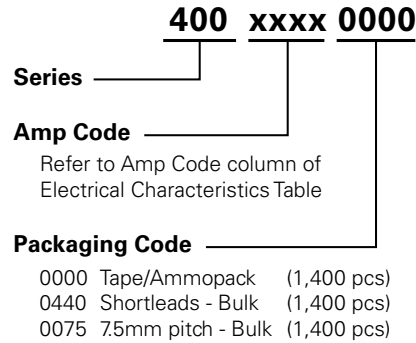 400 xxxx 0000
Series
Amp Code
Refer to Amp Code column of
Electrical Characteristics Table
Packaging Code
0000 Tape/Ammopack (1,400 pcs)
0440 Shortleads - Bulk (1,400 pcs)
0075 7.5mm pitch - Bulk (1,400 pcs)